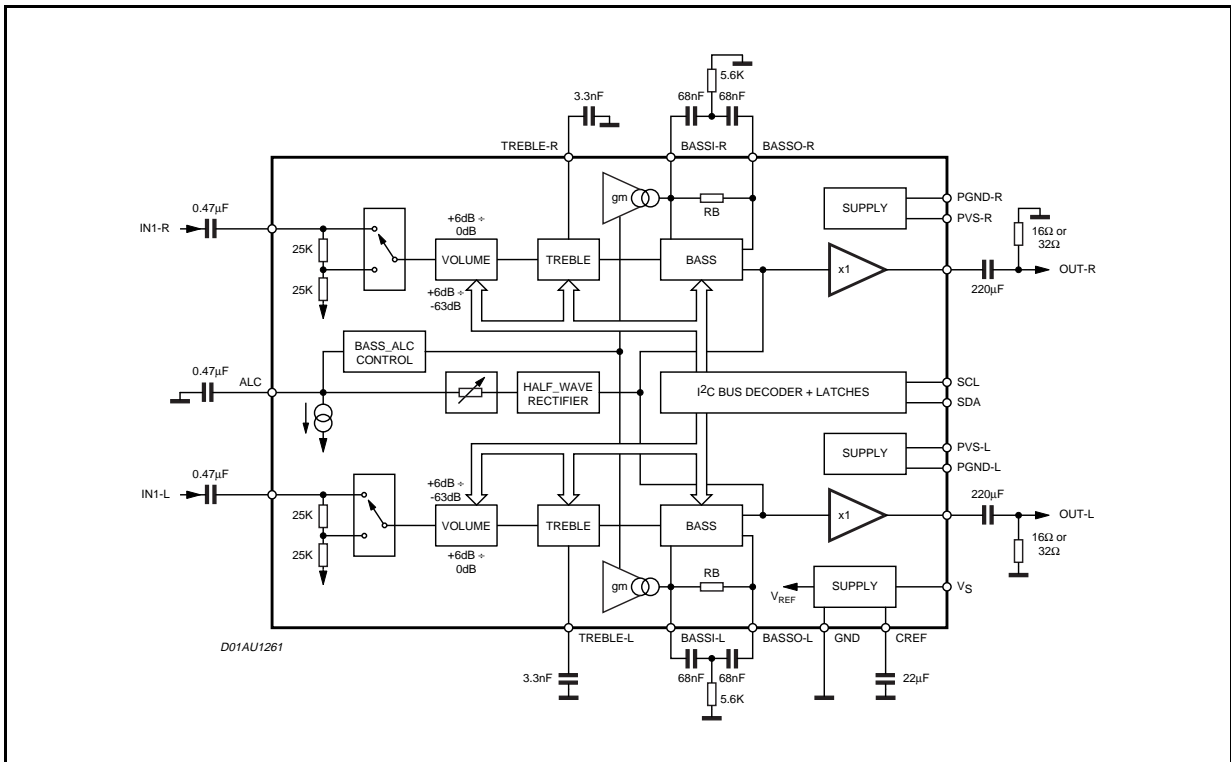 5.6K
3.3nF
68nF 68nF
TREBLE-R BASSI-R BASSO-R
gm
RB
SUPPLY
PGND-R
PVS-R
0.47µF
IN1-R
25K
25K
+6dB ÷
0dB
VOLUME
+6dB ÷
-63dB
TREBLE
BASS
x1
16Ω or
32Ω
220µF
OUT-R
BASS_ALC
CONTROL
0.47µF
ALC
HALF_WAVE
RECTIFIER
I2C BUS DECODER + LATCHES
SCL
SDA
SUPPLY
PVS-L
PGND-L
0.47µF
IN1-L
25K
25K
+6dB ÷
-63dB
VOLUME
+6dB ÷
0dB
TREBLE
BASS
x1
220µF
OUT-L
16Ω or
32Ω
gm
RB
VREF
SUPPLY
VS
D01AU1261
TREBLE-L BASSI-L BASSO-L GND CREF
3.3nF
68nF 68nF
5.6K
22µF